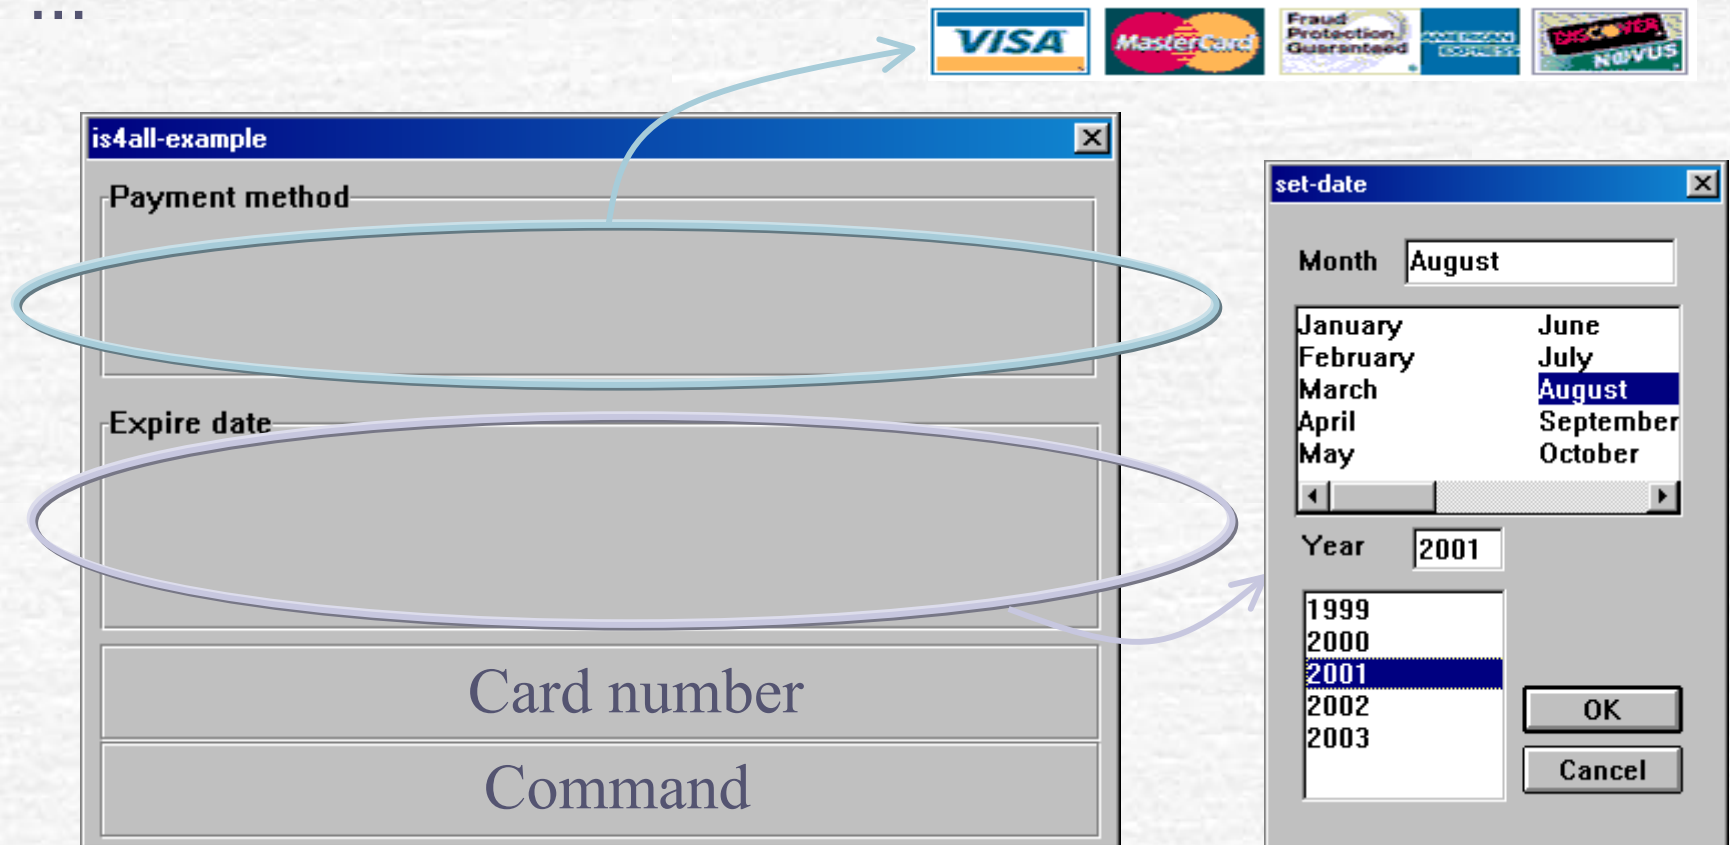 ...
VISA
MasterCard
Fraud
Protection
Guaranteed
AMERICAN
EXPRESS
DISCOVER
NOVUS
is4all-example
Payment method
Expire date
Card number
Command
set-date
Month August
January June
February July
March August
April September
May October
Year 2001
1999
2000
2001
2002
2003
OK
Cancel